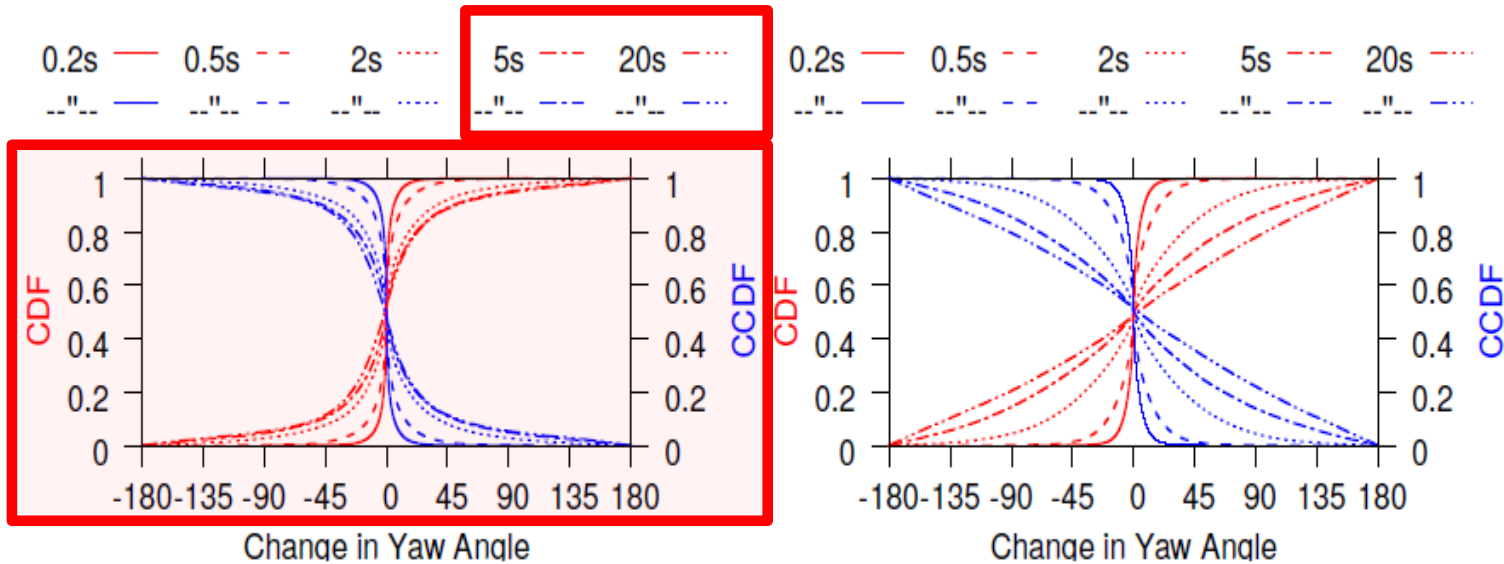 0.2s 0.5s 2s 5s 20s 0.2s 0.5s 2s 5s 20s
--"-- --"-- --"-- --"-- --"-- --"-- --"-- --"-- --"-- --"--
1 1 1 1
0.8 0.8 0.8 0.8
0.6 0.6 0.6 0.6
CDF CCDF CDF CCDF
0.4 0.4 0.4 0.4
0.2 0.2 0.2 0.2
0 0 0 0
-180 -135 -90 -45 0 45 90 135 180 -180 -135 -90 -45 0 45 90 135 180
Change in Yaw Angle Change in Yaw Angle